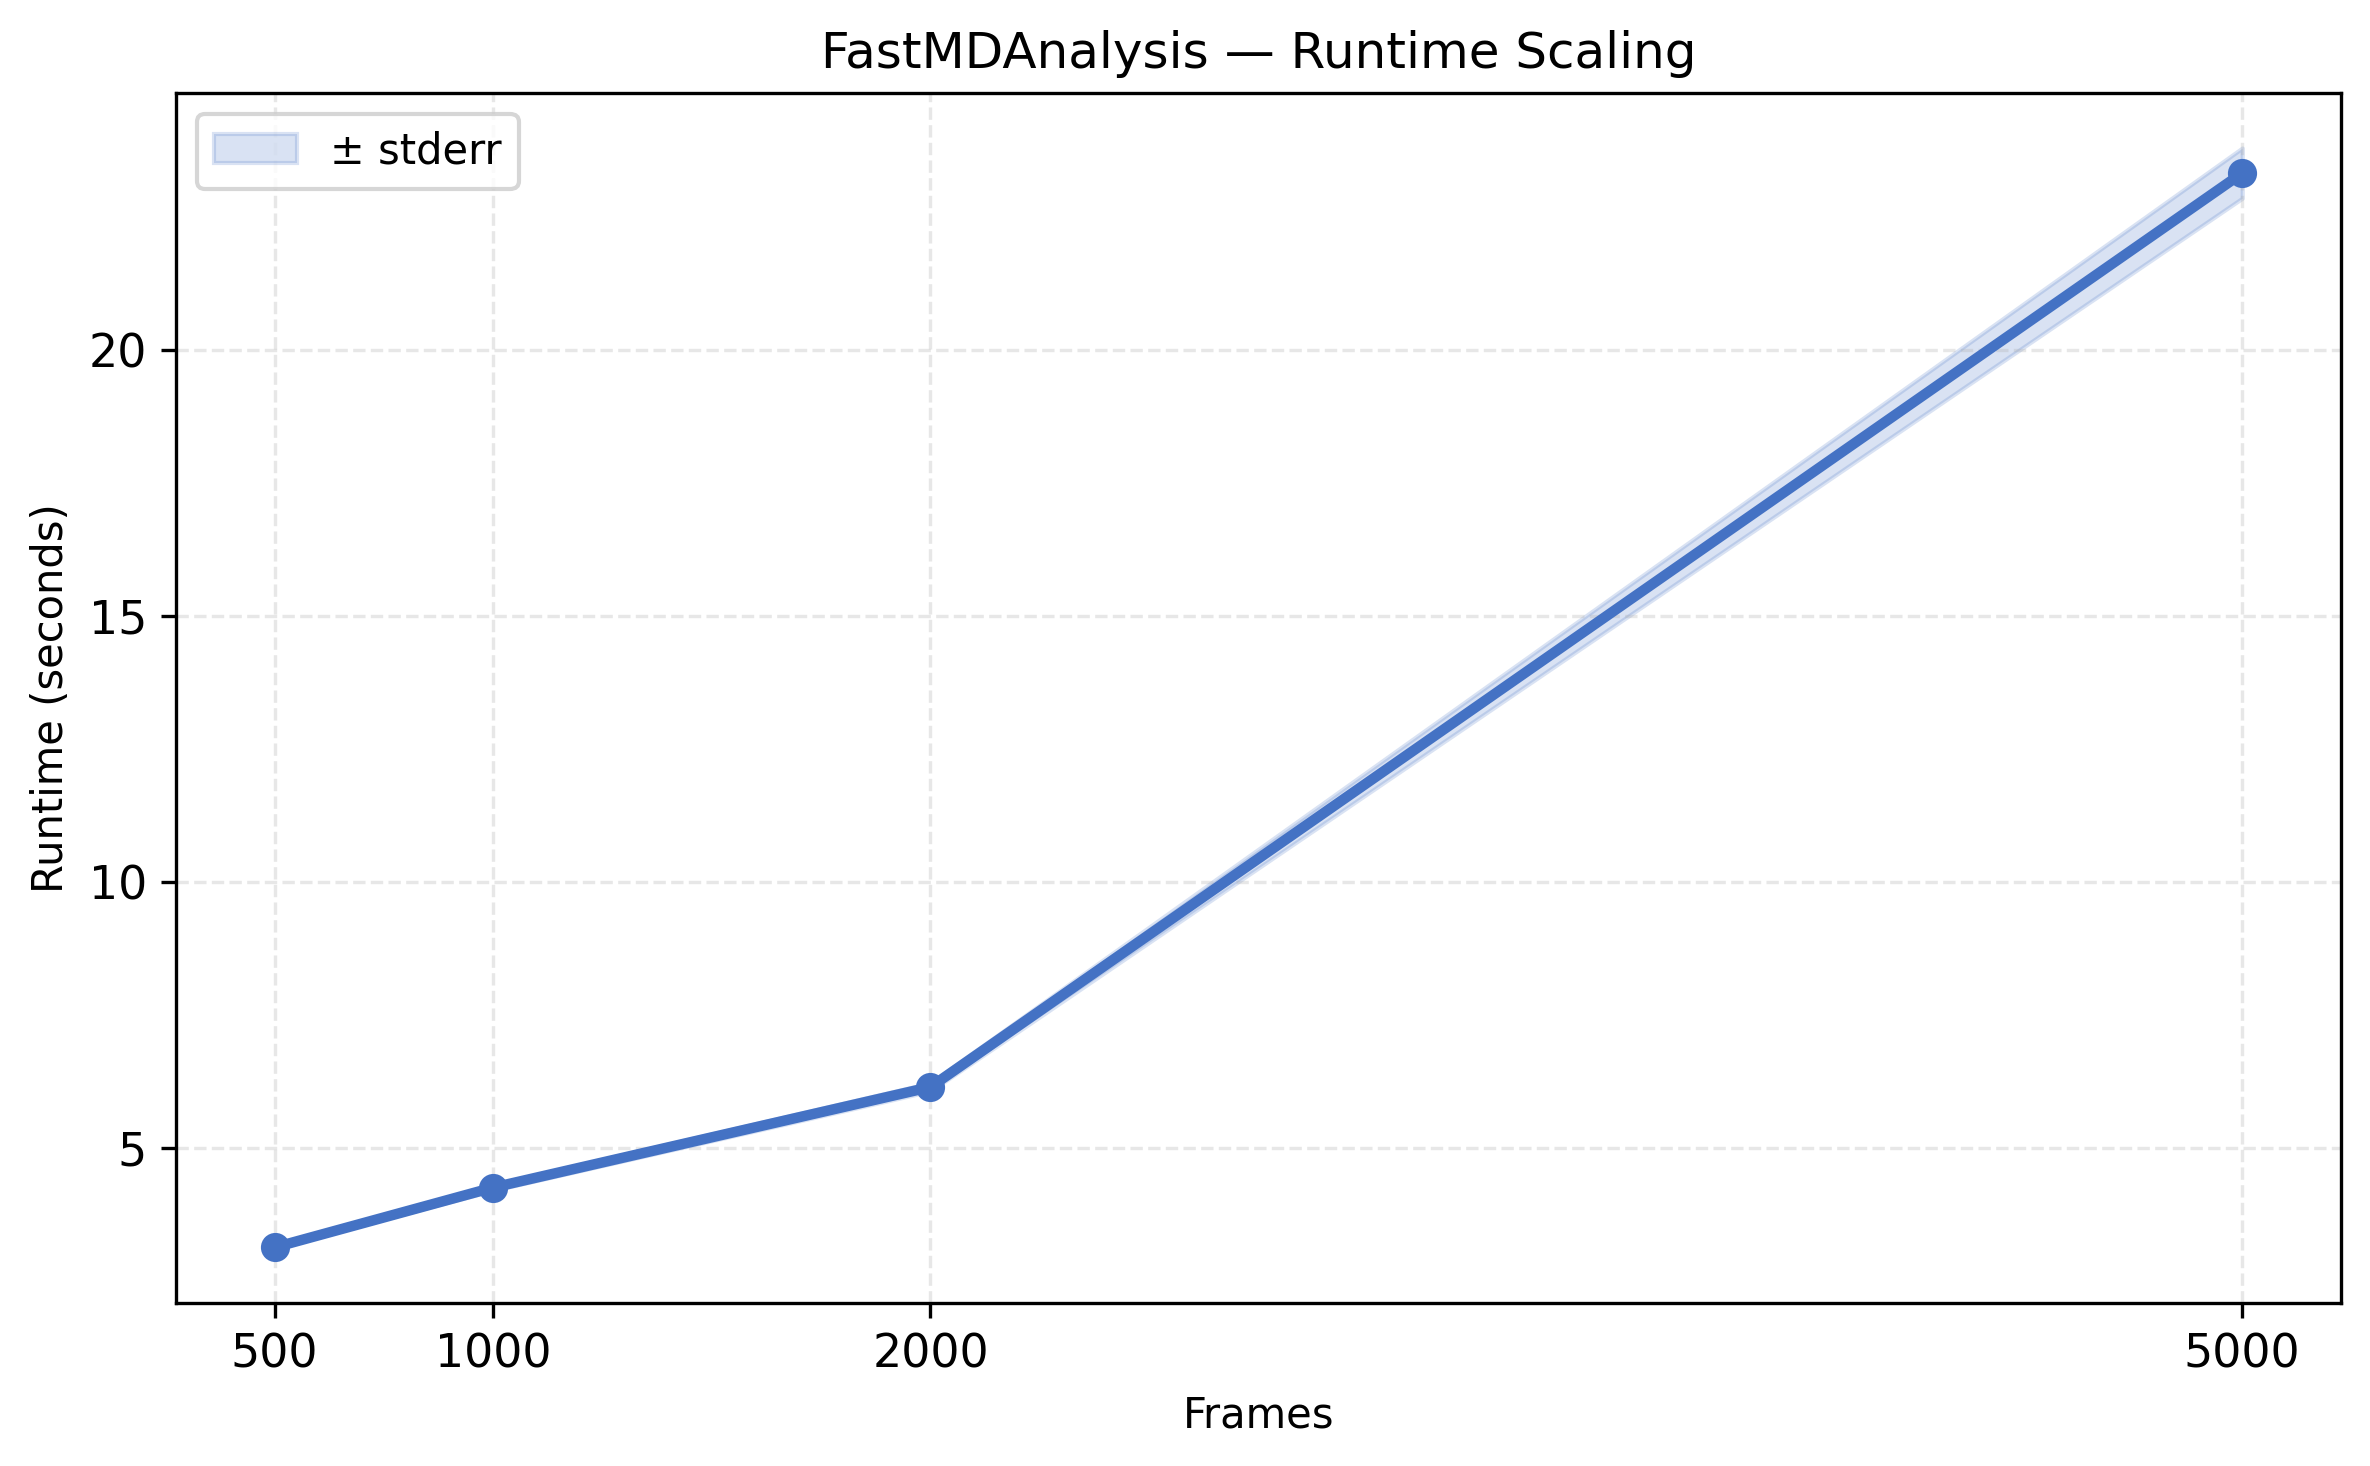 FastMDAnalysis — Runtime Scaling
± stderr
20
15
10
5
Runtime (seconds)
500 1000 2000 5000
Frames